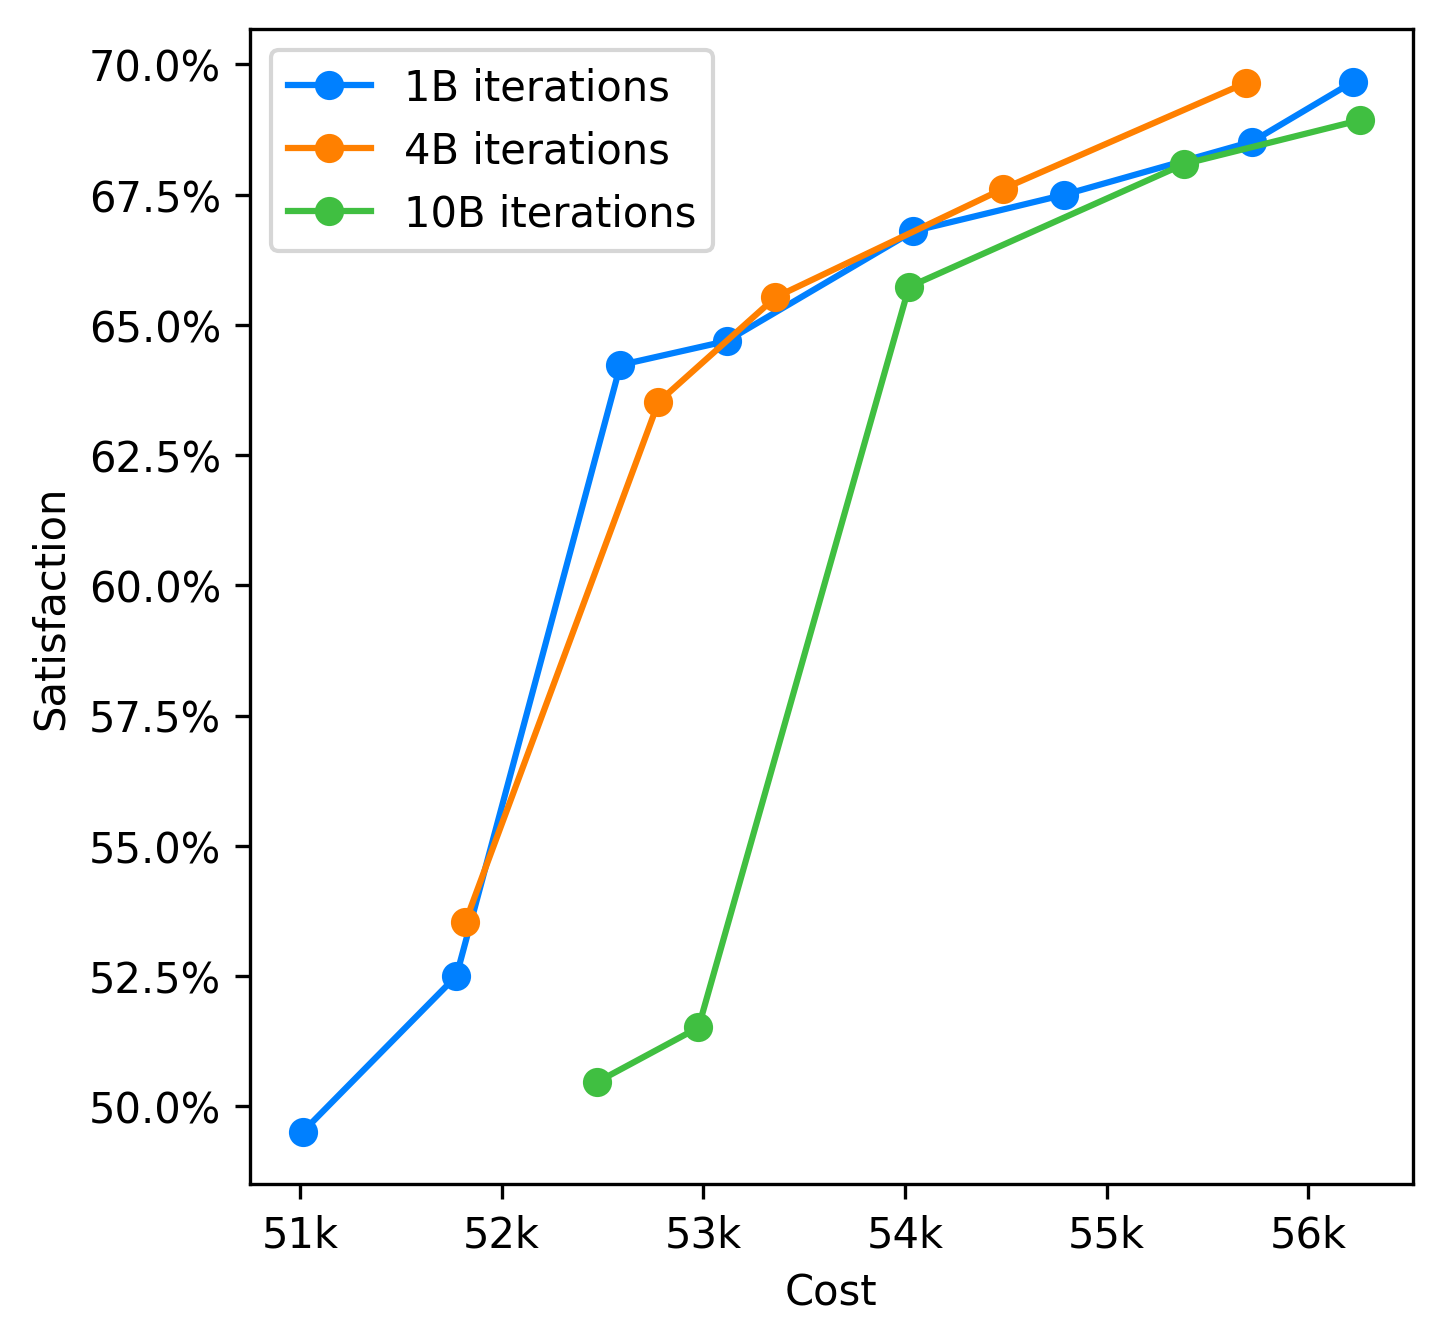 70.0%
67.5%
65.0%
62.5%
60.0%
57.5%
55.0%
52.5%
50.0%
Satisfaction
1B iterations
4B iterations
10B iterations
51k 52k 53k 54k 55k 56k
Cost